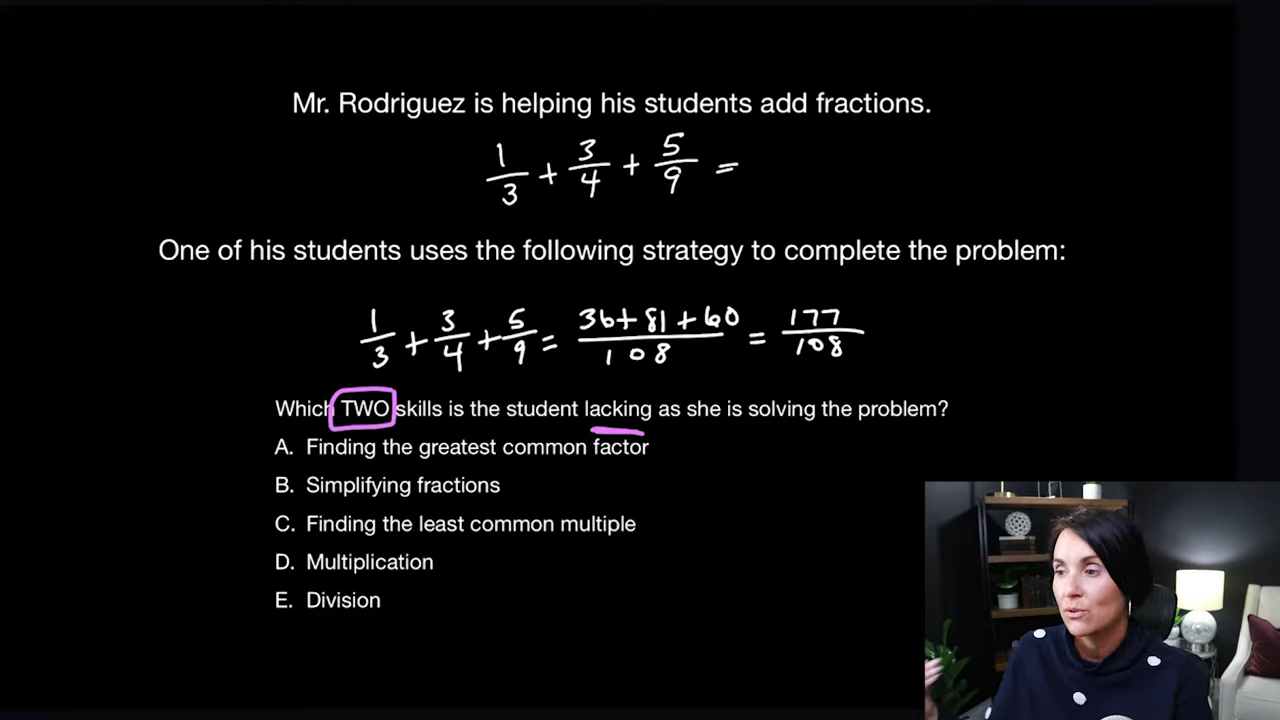 Mr. Rodriguez is helping his students add fractions.
1/3 + 3/4 + 5/9 =
One of his students uses the following strategy to complete the problem:
1/3 + 3/4 + 5/9 = (36 + 81 + 60)/108 = 177/108
Which TWO skills is the student lacking as she is solving the problem?
A. Finding the greatest common factor
B. Simplifying fractions
C. Finding the least common multiple
D. Multiplication
E. Division